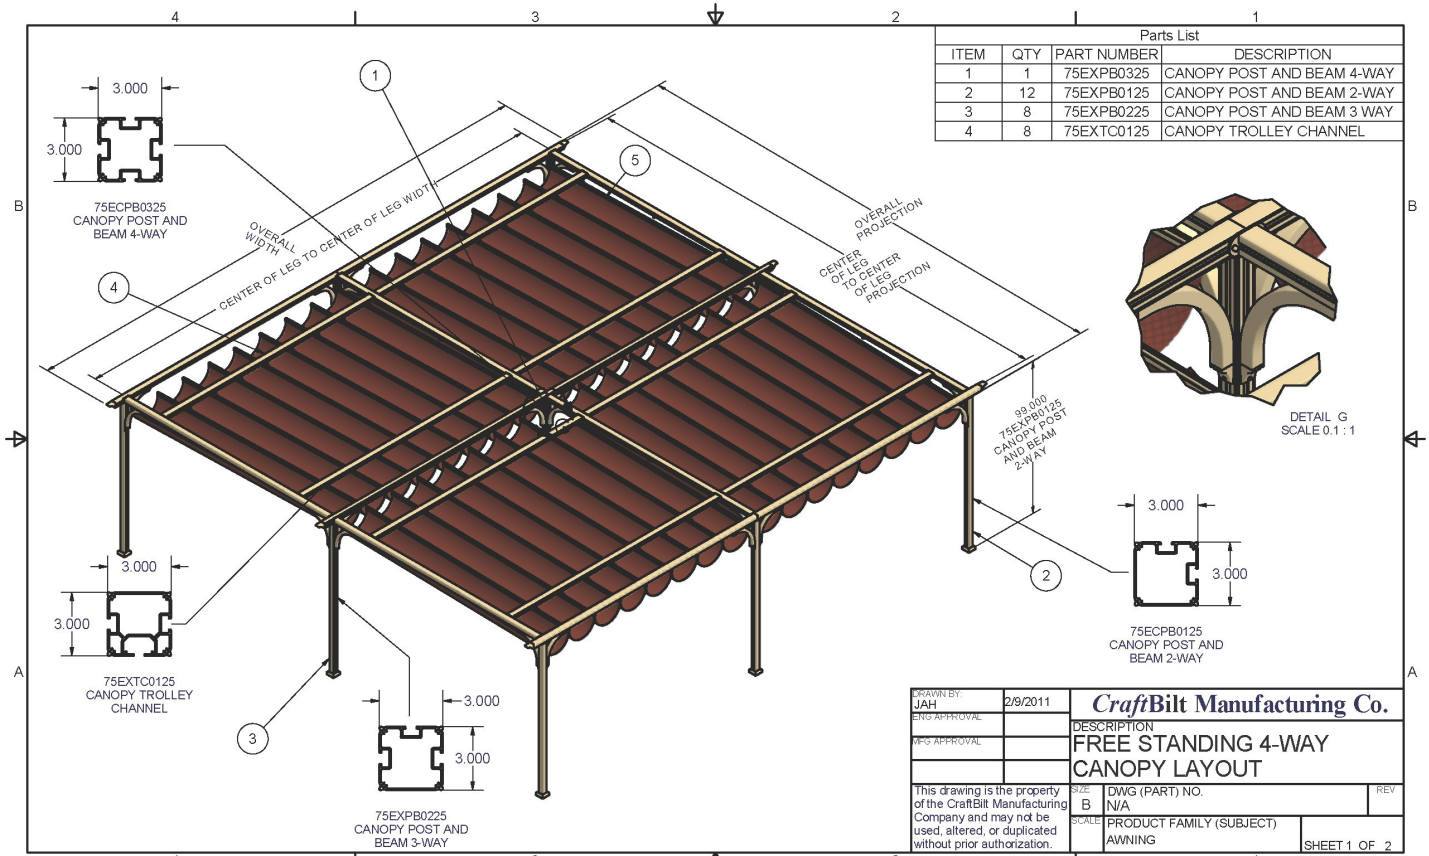 4
3
2
1
Parts List
ITEM QTY PART NUMBER DESCRIPTION
1 1 75EXPB0325 CANOPY POST AND BEAM 4-WAY
2 12 75EXPB0125 CANOPY POST AND BEAM 2-WAY
3 8 75EXPB0225 CANOPY POST AND BEAM 3 WAY
4 8 75EXTC0125 CANOPY TROLLEY CHANNEL
3.000
3.000
75ECPB0325
CANOPY POST AND
BEAM 4-WAY
1
5
4
B
B
OVERALL
WIDTH
CENTER OF LEG TO CENTER OF LEG WIDTH
OVERALL
PROJECTION
CENTER
OF LEG
TO CENTER
OF LEG
PROJECTION
99.000
75EXPB0125
CANOPY POST
AND BEAM
2-WAY
DETAIL G
SCALE 0.1 : 1
3.000
3.000
75ECPB0125
CANOPY POST AND
BEAM 2-WAY
2
3.000
3.000
75EXTC0125
CANOPY TROLLEY
CHANNEL
A
A
3
3.000
3.000
75EXPB0225
CANOPY POST AND
BEAM 3-WAY
DRAWN BY:
JAH
2/9/2011
ENG APPROVAL
MFG APPROVAL
CraftBilt Manufacturing Co.
DESCRIPTION
FREE STANDING 4-WAY
CANOPY LAYOUT
This drawing is the property
of the CraftBilt Manufacturing
Company and may not be
used, altered, or duplicated
without prior authorization.
SIZE
B
DWG (PART) NO.
N/A
REV
SCALE
PRODUCT FAMILY (SUBJECT)
AWNING
SHEET 1 OF 2